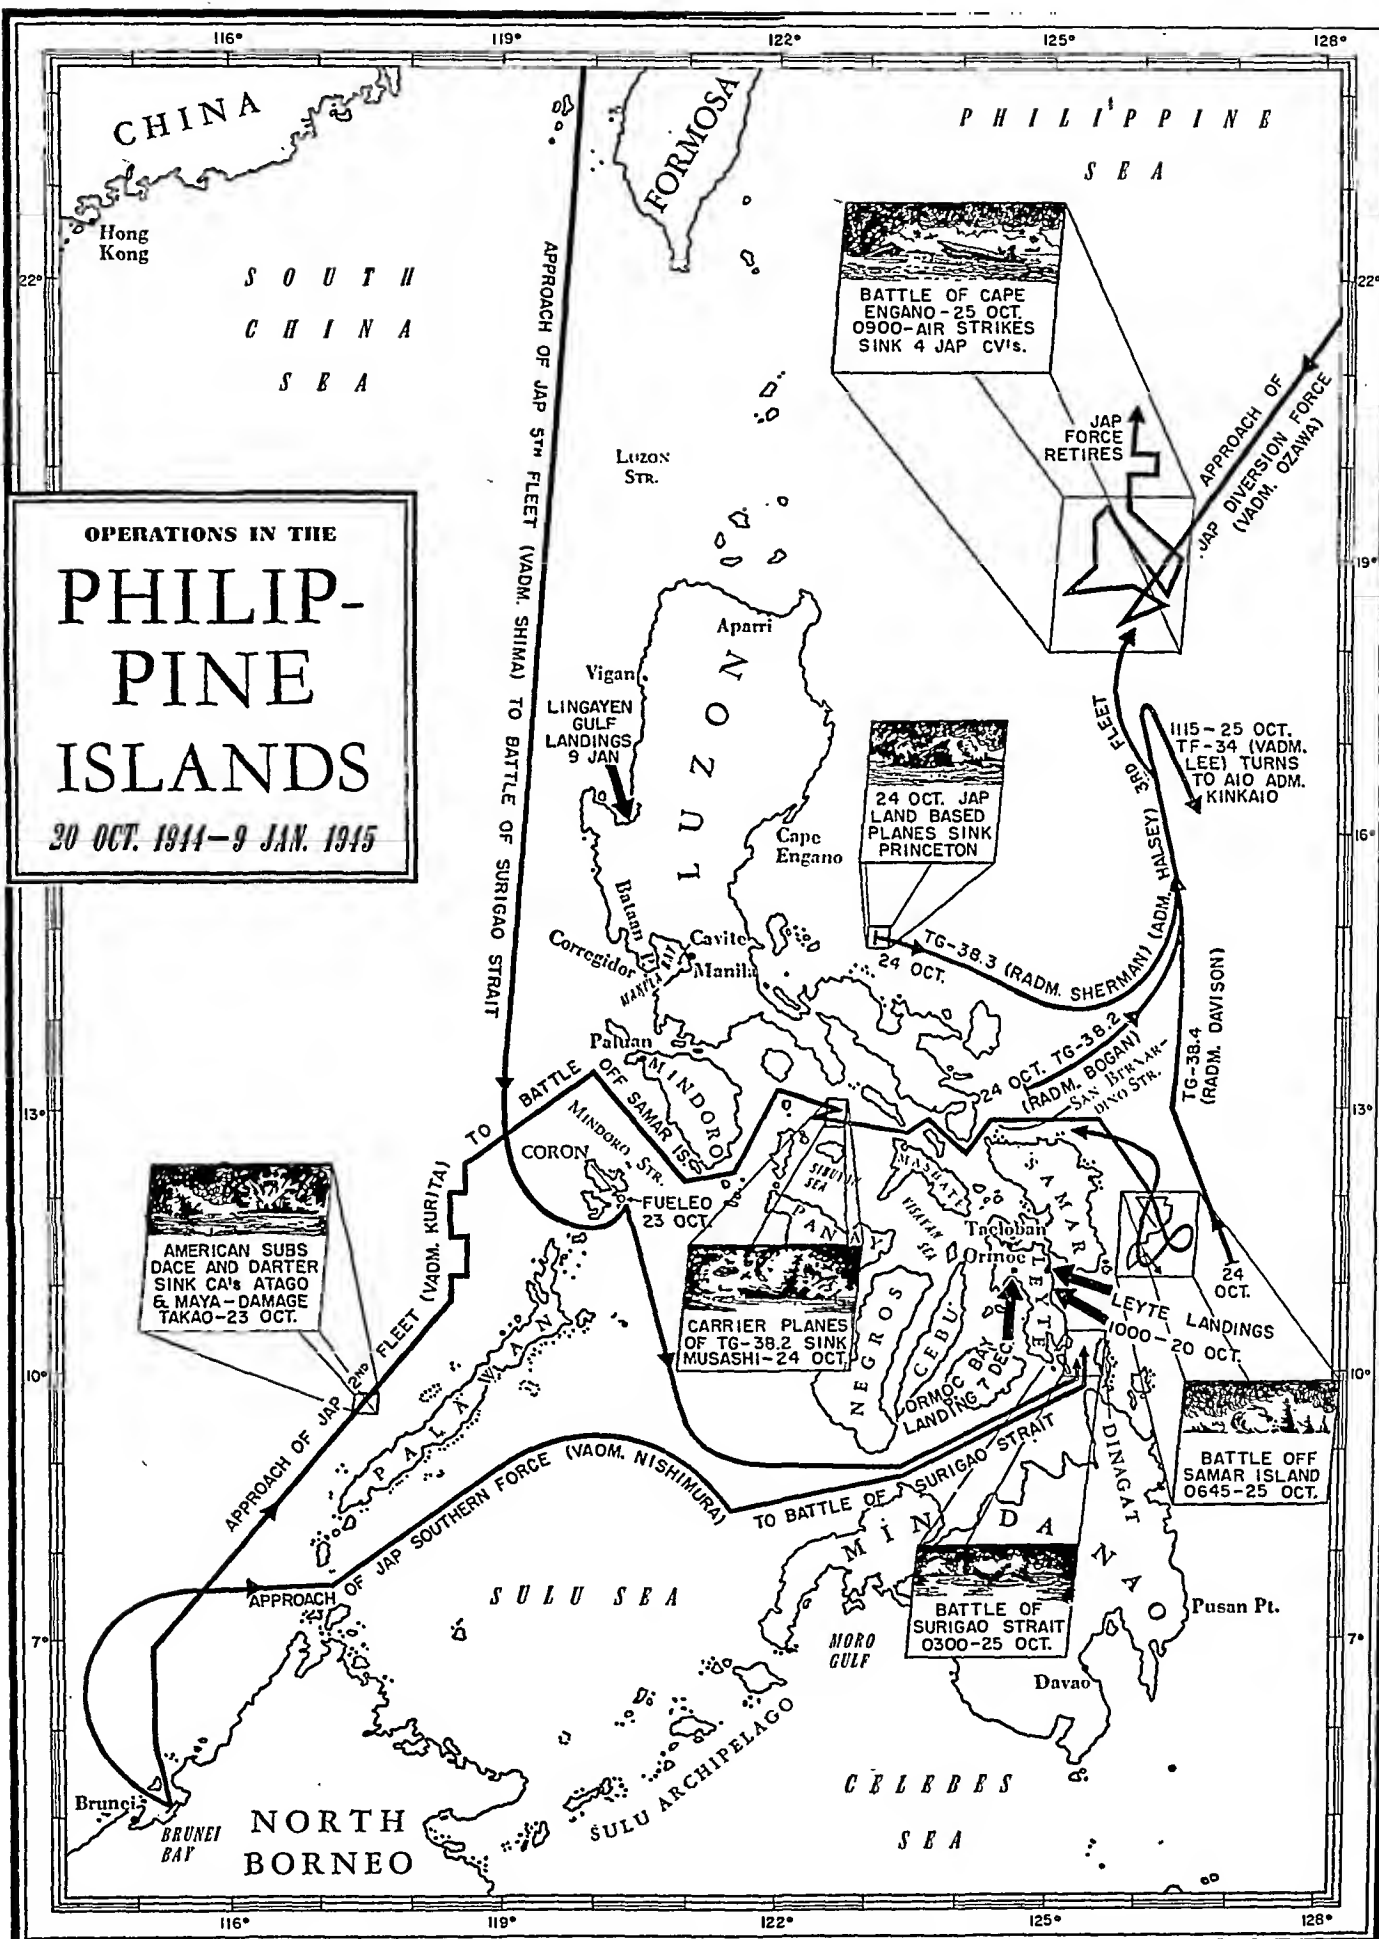 116° 119° 122° 125° 128°
CHINA
Hong
Kong
SOUTH
CHINA
SEA
FORMOSA
PHILIPPINE
SEA
22° 22°
BATTLE OF CAPE
ENGANO-25 OCT.
0900-AIR STRIKES
SINK 4 JAP CV's.
JAP
FORCE
RETIRES
APPROACH OF
JAP DIVERSION FORCE
(VADM. OZAWA)
APPROACH OF JAP 5TH FLEET (VADM. SHIMA) TO BATTLE OF SURIGAO STRAIT
LUZON
STR.
OPERATIONS IN THE
PHILIP-
PINE
ISLANDS
20 OCT. 1944-9 JAN. 1945
19°
Aparri
Vigan
LUZON
LINGAYEN
GULF
LANDINGS
9 JAN
24 OCT. JAP
LAND BASED
PLANES SINK
PRINCETON
3RD FLEET
(ADM. HALSEY)
1115-25 OCT.
TF-34 (VADM.
LEE) TURNS
TO AIO ADM.
KINKAIO
16°
Cape
Engano
Bataan
Corregidor
Cavite
Manila
MANILA BAY
P.I.
TG-38.3 (RADM. SHERMAN)
24 OCT.
24 OCT. TG-38.2
(RADM. BOGAN)
SAN BERNAR-
DINO STR.
TG-38.4
(RADM. DAVISON)
Paluan
MINDORO
13° 13°
TO BATTLE OFF SAMAR IS.
MINDORO STR.
CORON
FUELEO
23 OCT.
SIBUYAN
SEA
MASBATE
SAMAR
VISAYAN
SEA
PANAY
Tacloban
Ormoc
LEYTE
24
OCT.
LEYTE LANDINGS
1000-20 OCT.
AMERICAN SUBS
DACE AND DARTER
SINK CA's ATAGO
& MAYA-DAMAGE
TAKAO-23 OCT.
CARRIER PLANES
OF TG-38.2 SINK
MUSASHI-24 OCT.
NEGROS
CEBU
ORMOC BAY
LANDING 7 DEC.
10° 10°
APPROACH OF JAP 2ND FLEET (VADM. KURITA)
PALAWAN
BATTLE OFF
SAMAR ISLAND
0645-25 OCT.
DINAGAT
APPROACH OF JAP SOUTHERN FORCE (VAOM. NISHIMURA)
TO BATTLE OF SURIGAO STRAIT
MINDANAO
BATTLE OF
SURIGAO STRAIT
0300-25 OCT.
SULU SEA
Pusan Pt.
7° 7°
MORO
GULF
Davao
SULU ARCHIPELAGO
CELEBES
SEA
Brunei
BRUNEI
BAY
NORTH
BORNEO
116° 119° 122° 125° 128°